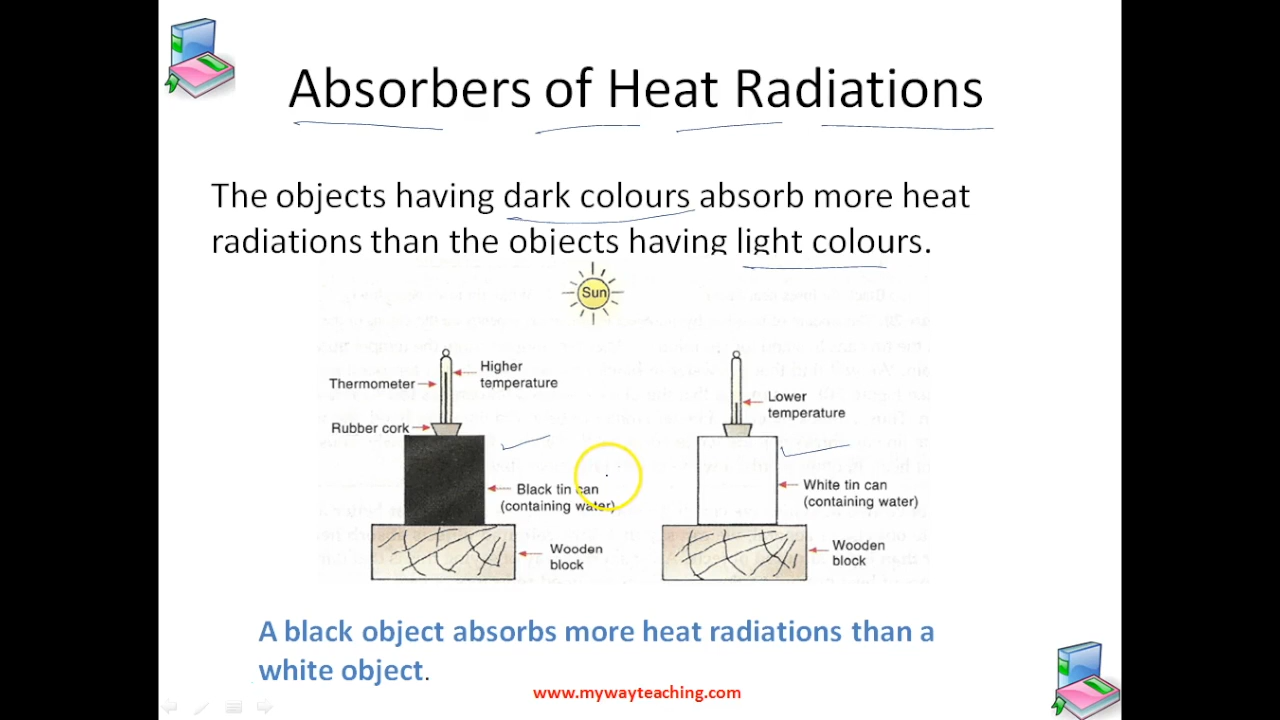 Absorbers of Heat Radiations
The objects having dark colours absorb more heat
radiations than the objects having light colours.
Sun
Higher
temperature
Thermometer
Rubber cork
Black tin can
(containing water)
Wooden
block
Lower
temperature
White tin can
(containing water)
Wooden
block
A black object absorbs more heat radiations than a
white object.
www.mywayteaching.com